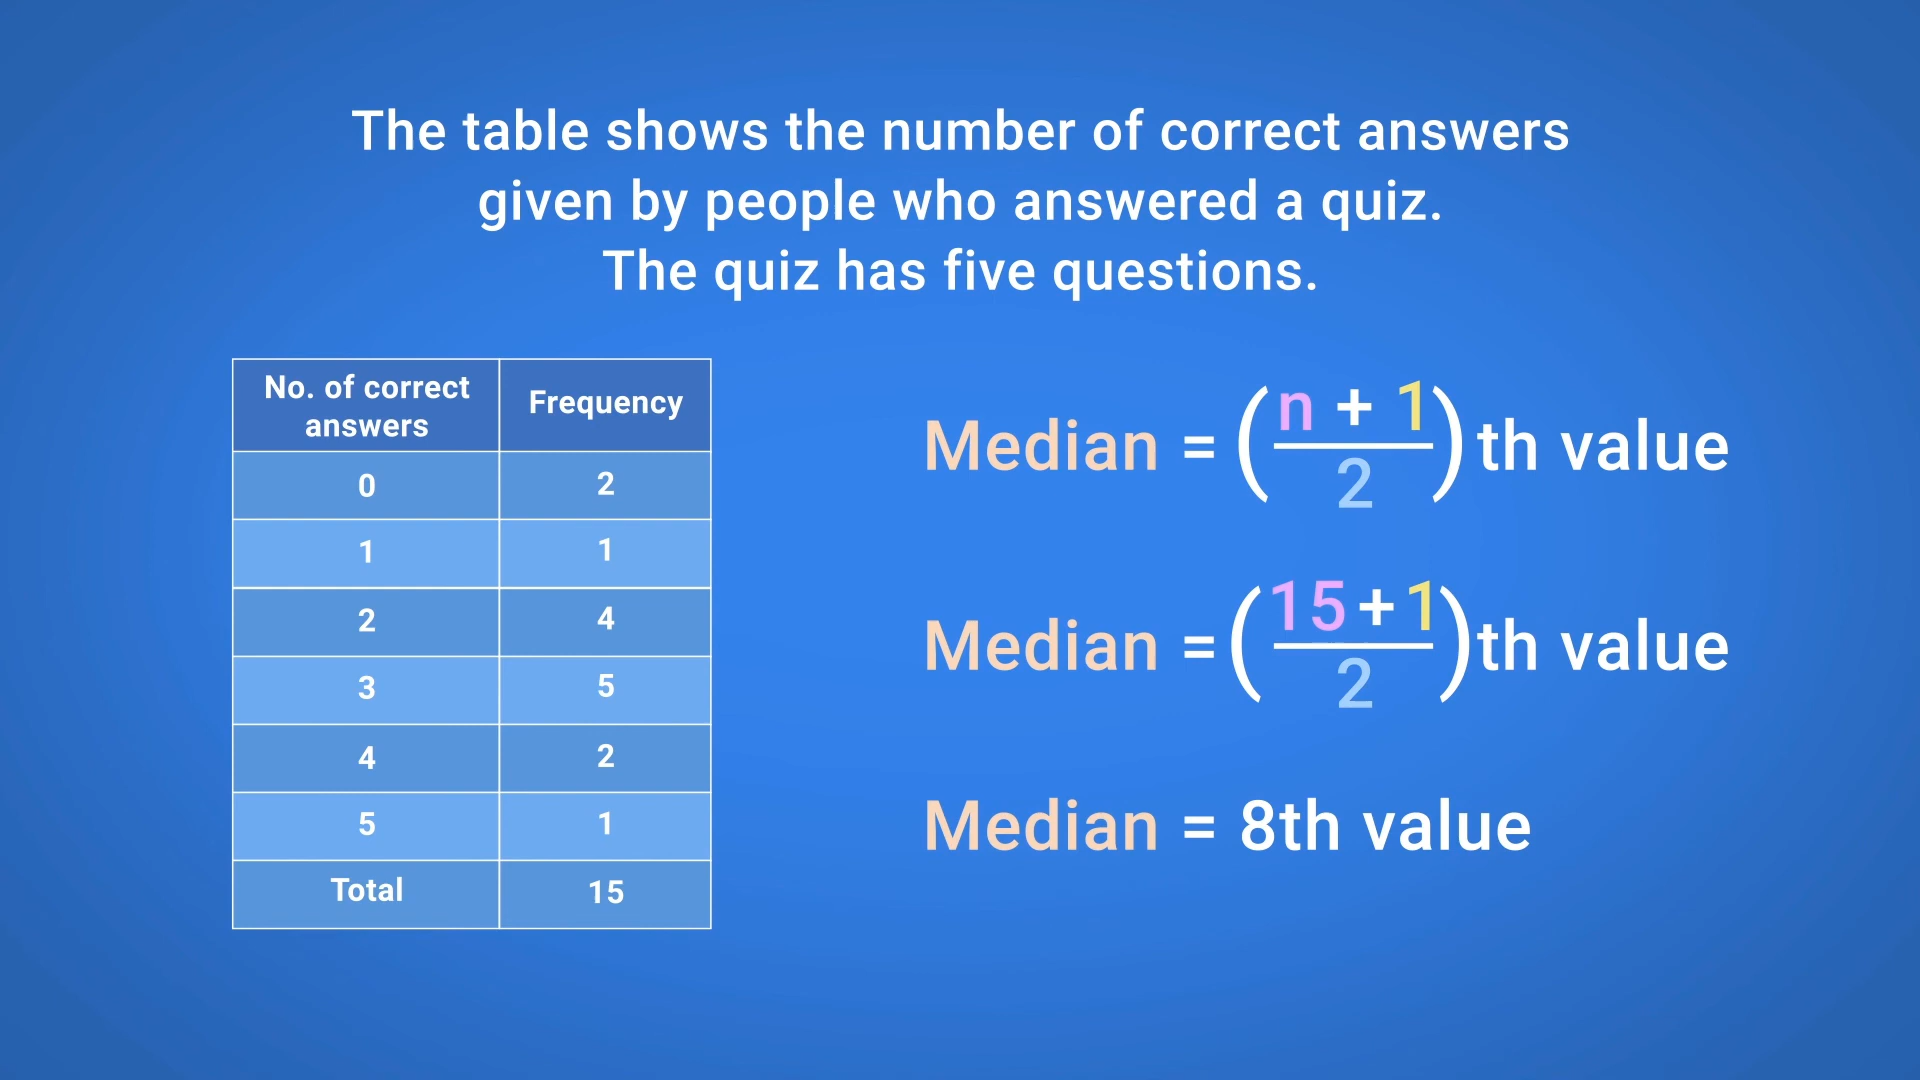 The table shows the number of correct answers
given by people who answered a quiz.
The quiz has five questions.
No. of correct
answers
Frequency
0 2
1 1
2 4
3 5
4 2
5 1
Total 15
Median = (n + 1 / 2) th value
Median = (15 + 1 / 2) th value
Median = 8th value